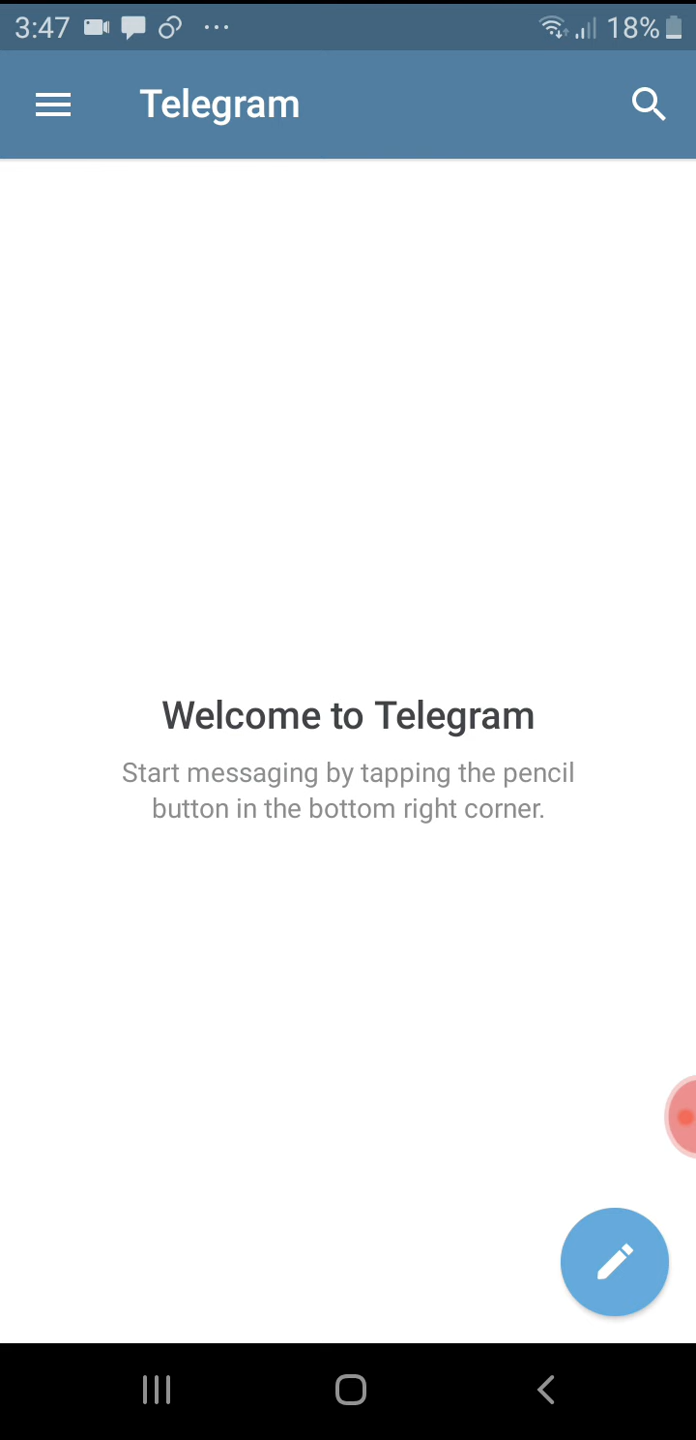 3:47 18%
Telegram
Welcome to Telegram
Start messaging by tapping the pencil
button in the bottom right corner.